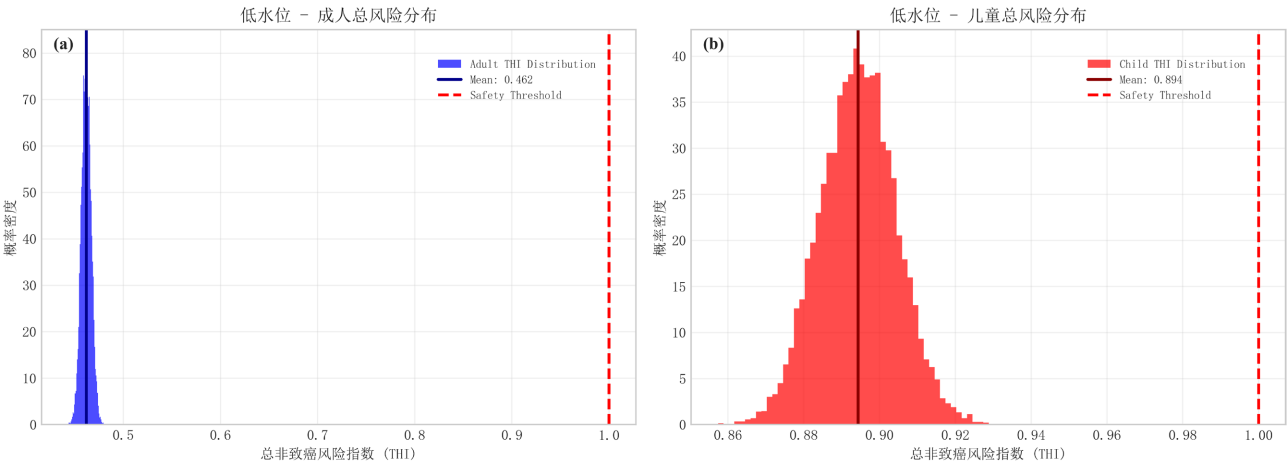 低水位 - 成人总风险分布
(a)
Adult THI Distribution
Mean: 0.462
Safety Threshold
概率密度
80
70
60
50
40
30
20
10
0
0.5 0.6 0.7 0.8 0.9 1.0
总非致癌风险指数 (THI)
低水位 - 儿童总风险分布
(b)
Child THI Distribution
Mean: 0.894
Safety Threshold
概率密度
40
35
30
25
20
15
10
5
0
0.86 0.88 0.90 0.92 0.94 0.96 0.98 1.00
总非致癌风险指数 (THI)